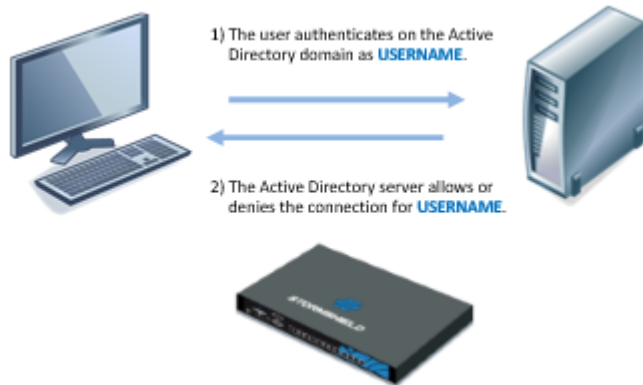 1) The user authenticates on the Active
Directory domain as USERNAME.
2) The Active Directory server allows or
denies the connection for USERNAME.
STORMSHIELD